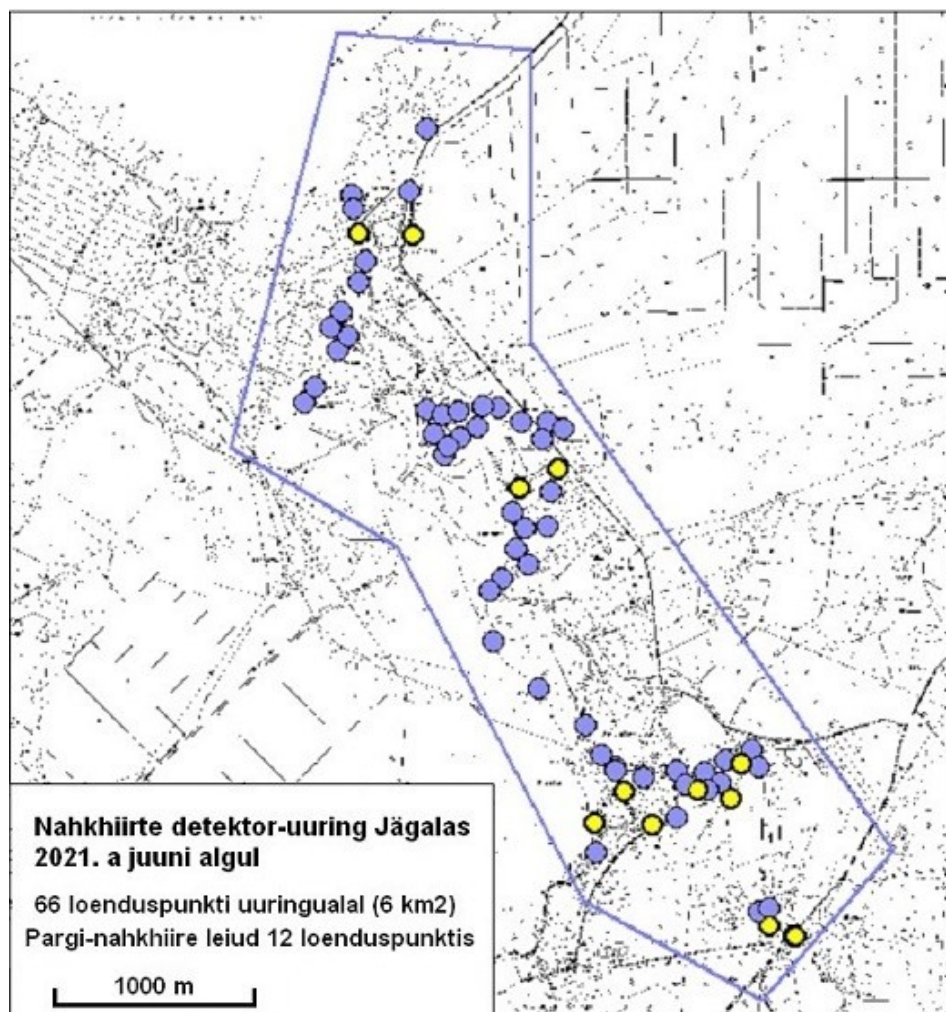 Nahkhiirte detektor-uuring Jägalas
2021. a juuni algul
66 loenduspunkti uuringualal (6 km2)
Pargi-nahkhiire leiud 12 loenduspunktis
1000 m